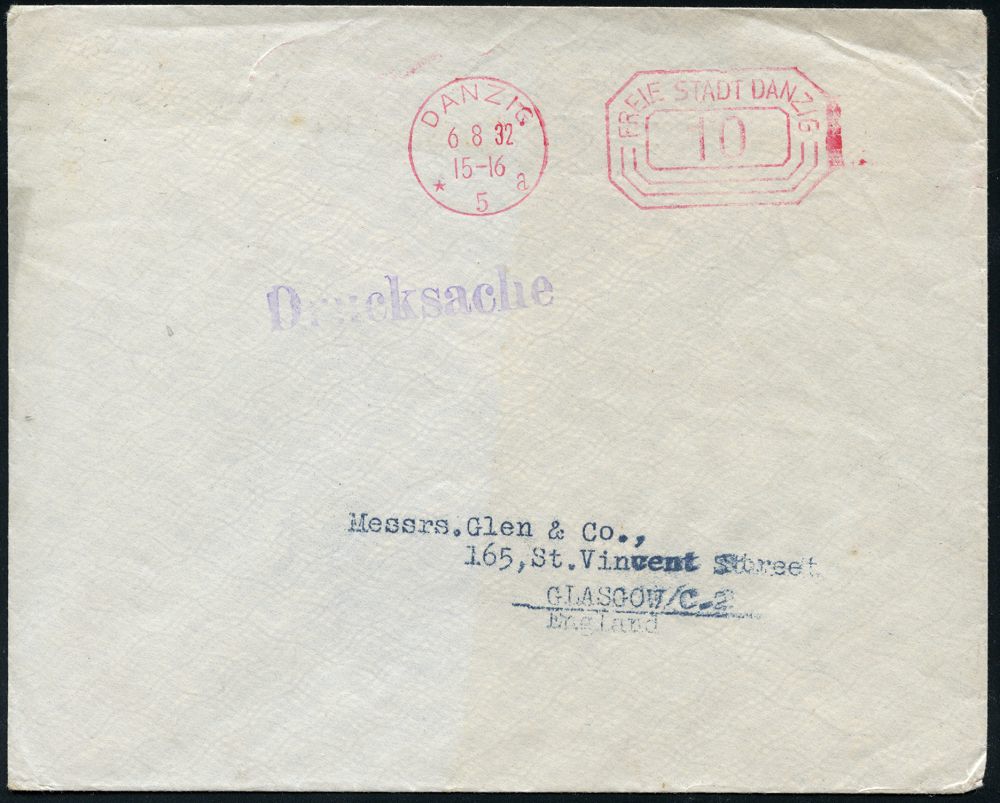 DANZIG
6 8 32
15-16
* 5 a
FREIE STADT DANZIG
10
Drucksache
Messrs.Glen & Co.,
165,St.Vincent Street
GLASGOW/C.2
England